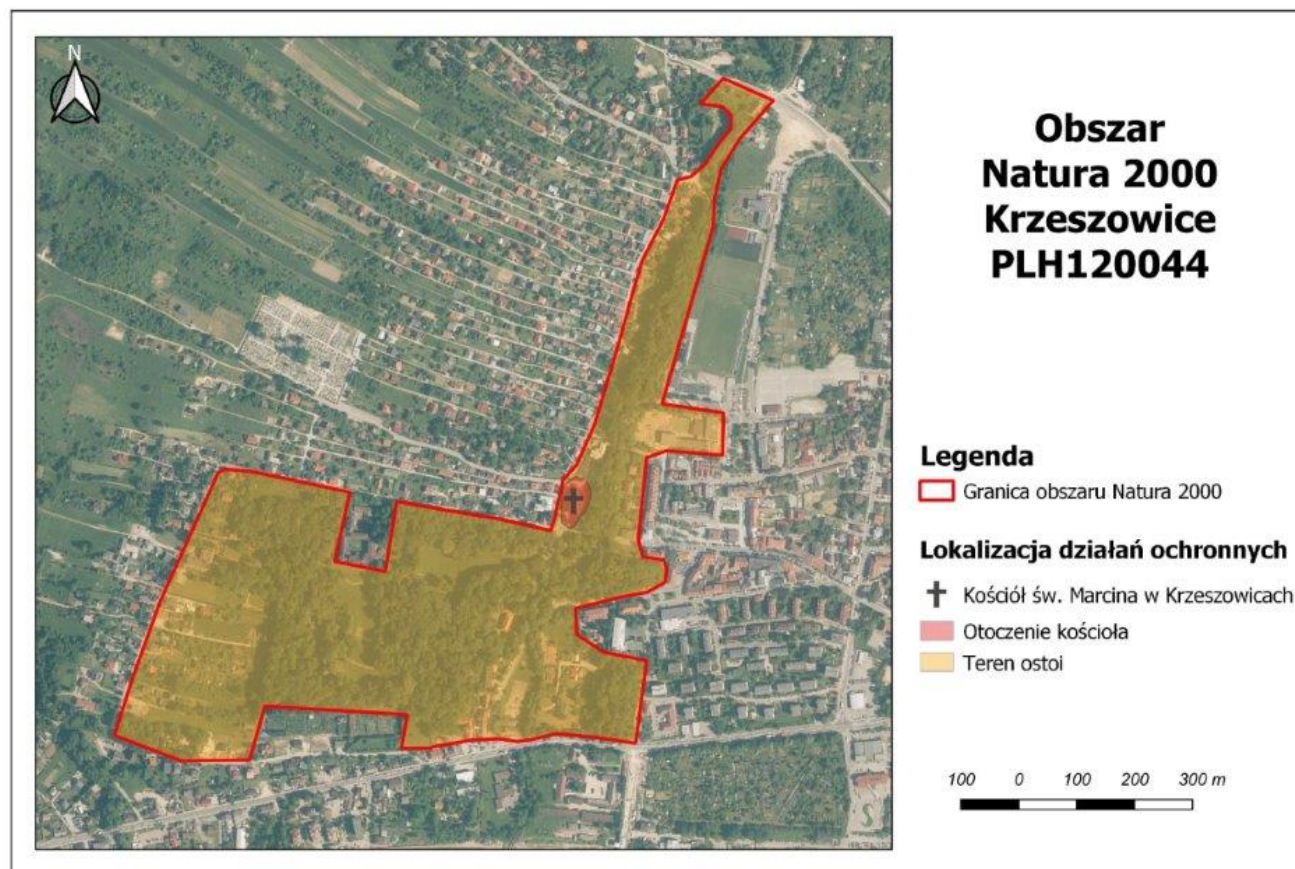 N
Obszar
Natura 2000
Krzeszowice
PLH120044
Legenda
Granica obszaru Natura 2000
Lokalizacja działań ochronnych
Kościół św. Marcina w Krzeszowicach
Otoczenie kościoła
Teren ostoi
100 0 100 200 300 m